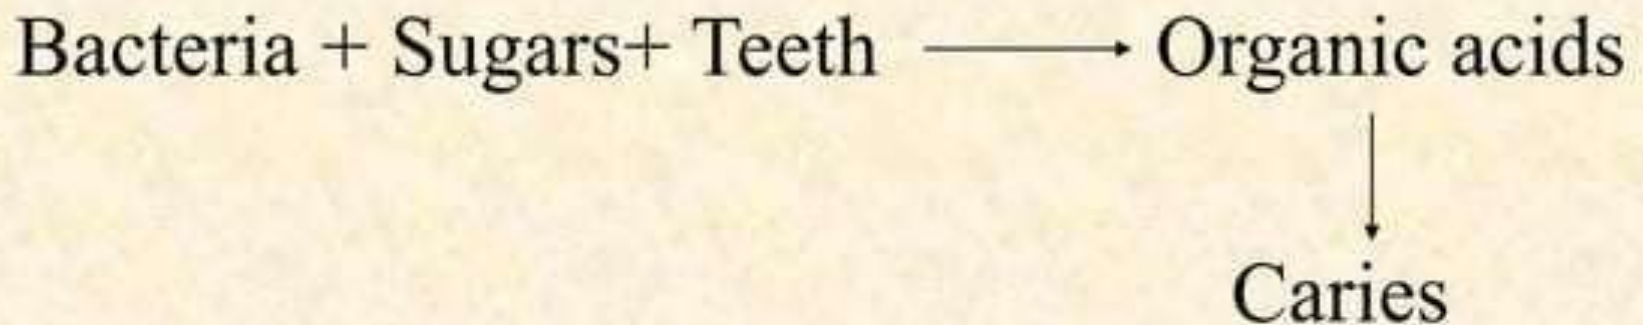 Bacteria + Sugars+ Teeth → Organic acids
↓
Caries